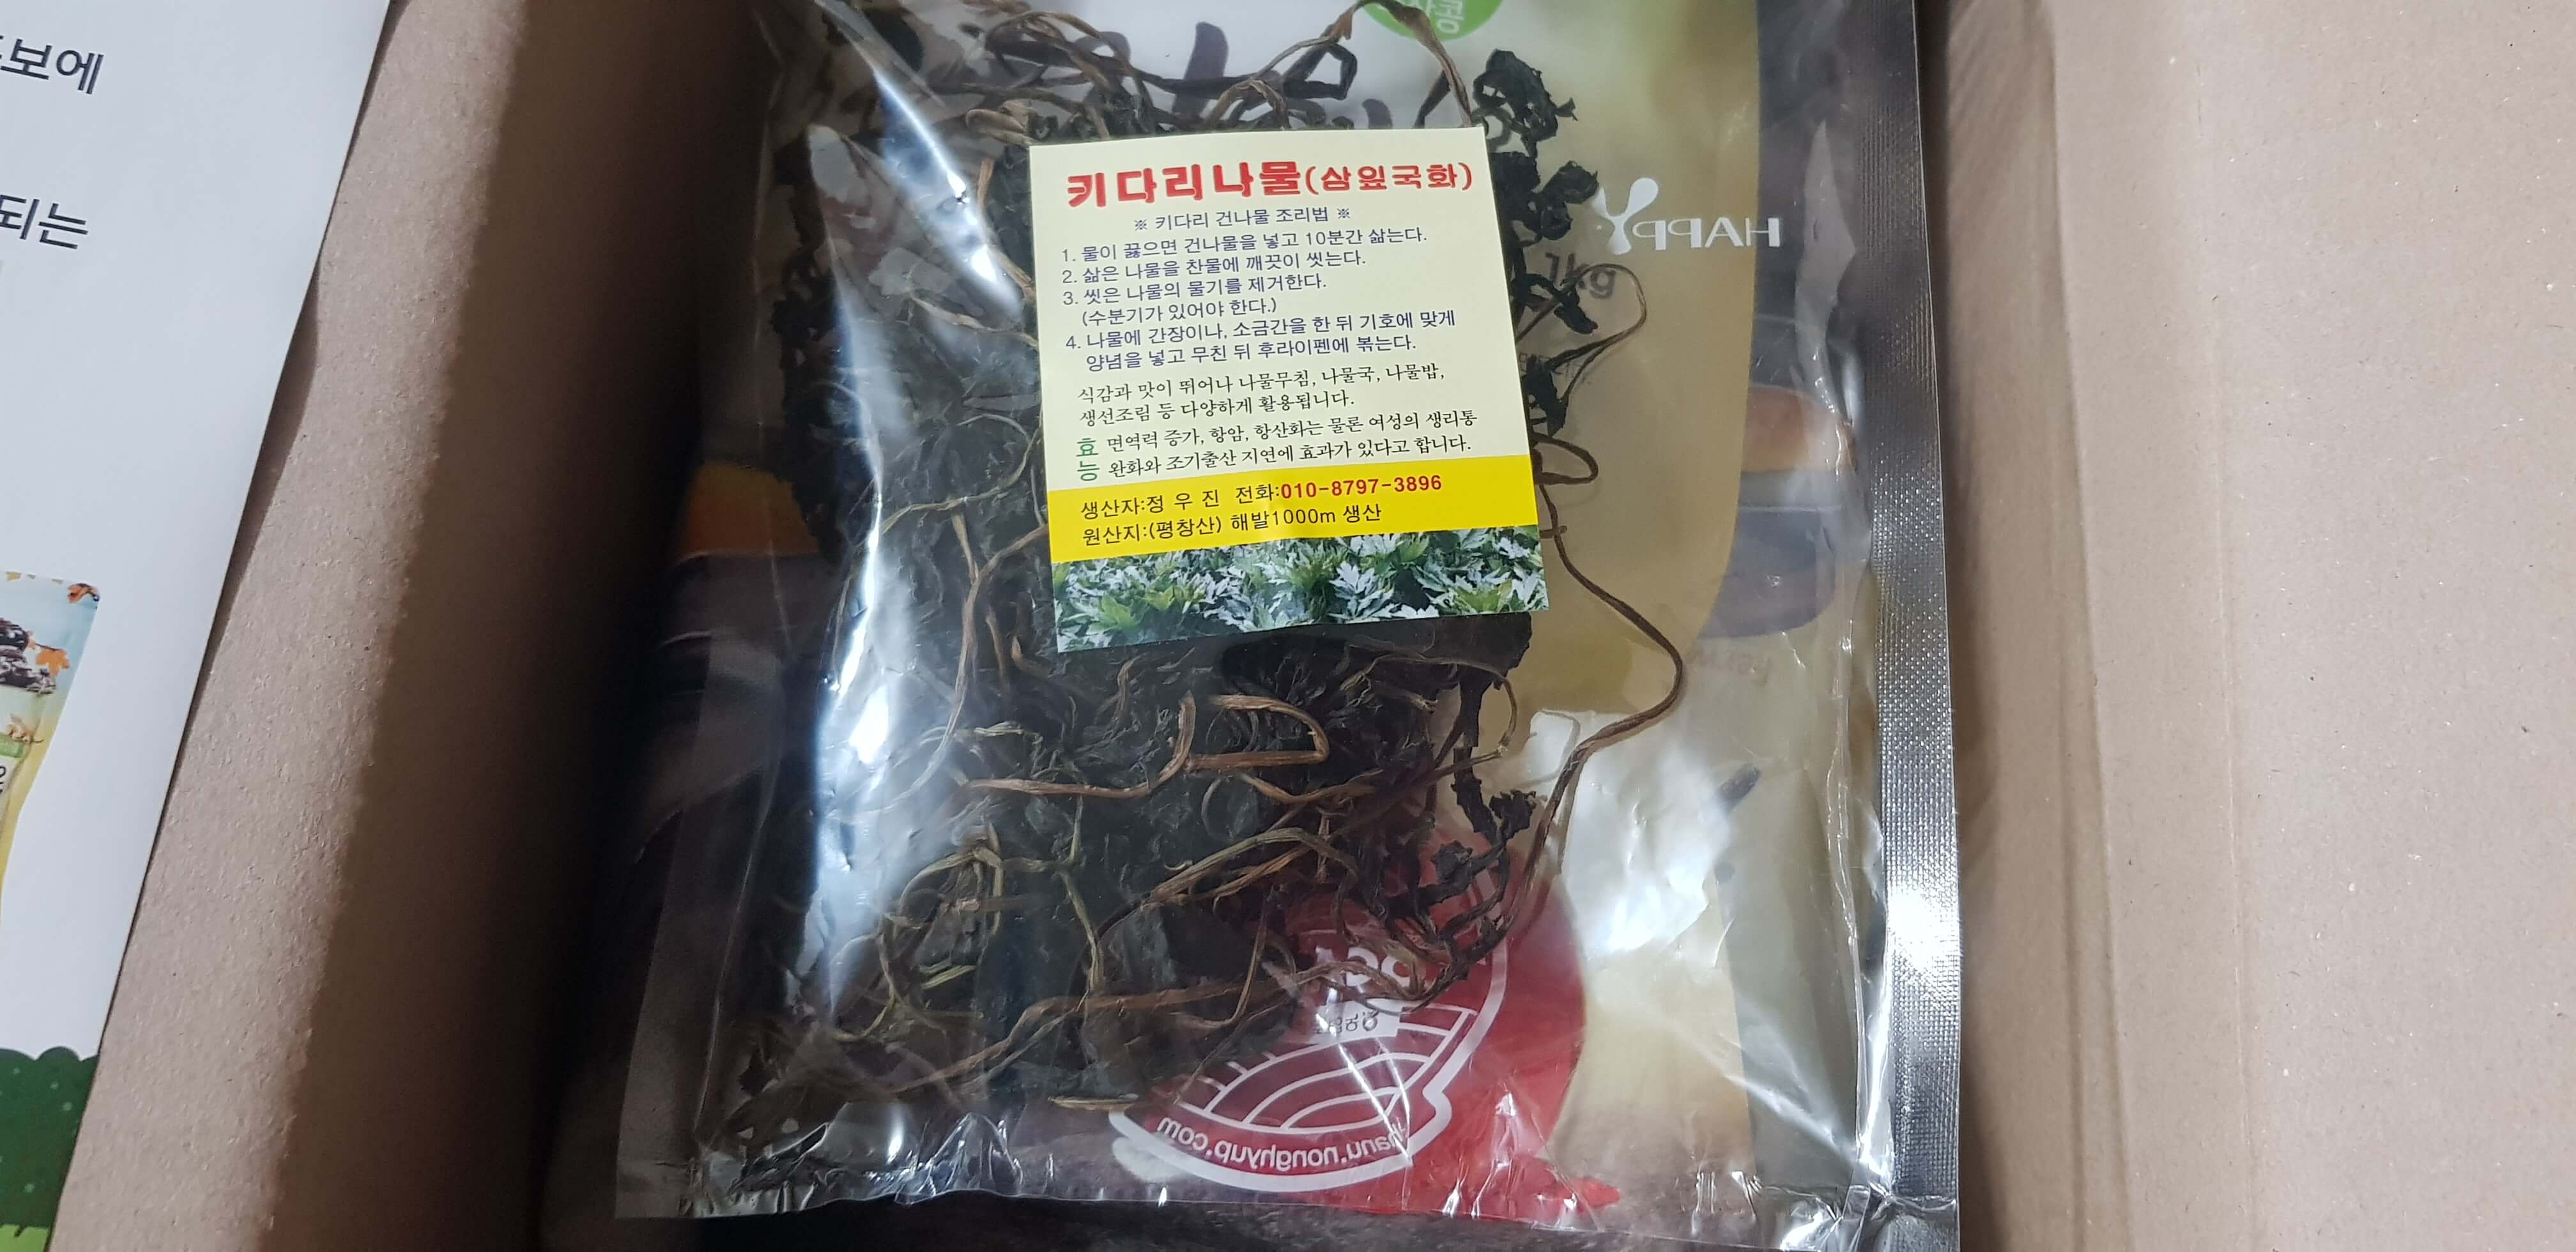 보에
되는
키다리나물(삼잎국화)
※ 키다리 건나물 조리법 ※
1. 물이 끓으면 건나물을 넣고 10분간 삶는다.
2. 삶은 나물을 찬물에 깨끗이 씻는다.
3. 씻은 나물의 물기를 제거한다.
(수분기가 있어야 한다.)
4. 나물에 간장이나, 소금간을 한 뒤 기호에 맞게
양념을 넣고 무친 뒤 후라이펜에 볶는다.
식감과 맛이 뛰어나 나물무침, 나물국, 나물밥,
생선조림 등 다양하게 활용됩니다.
효능 면역력 증가, 항암, 항산화는 물론 여성의 생리통
완화와 조기출산 지연에 효과가 있다고 합니다.
생산자:정 우 진 전화:010-8797-3896
원산지:(평창산) 해발1000m 생산
HAPPY
1kg
hanu.nonghyup.com